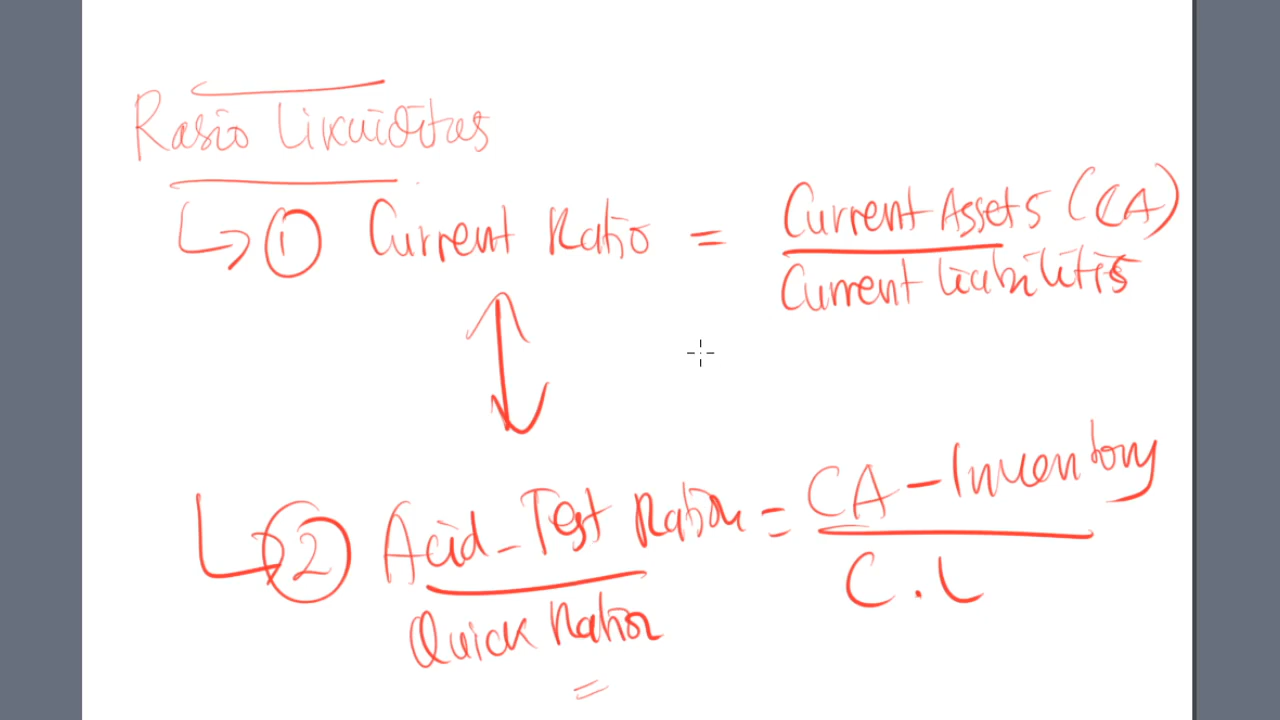 Rasio Likuiditas
↳ ① Current Ratio = Current Assets (CA)
Current Liabilities
↳ ② Acid-Test Ratio = CA - Inventory
C.L
Quick Ratio
=